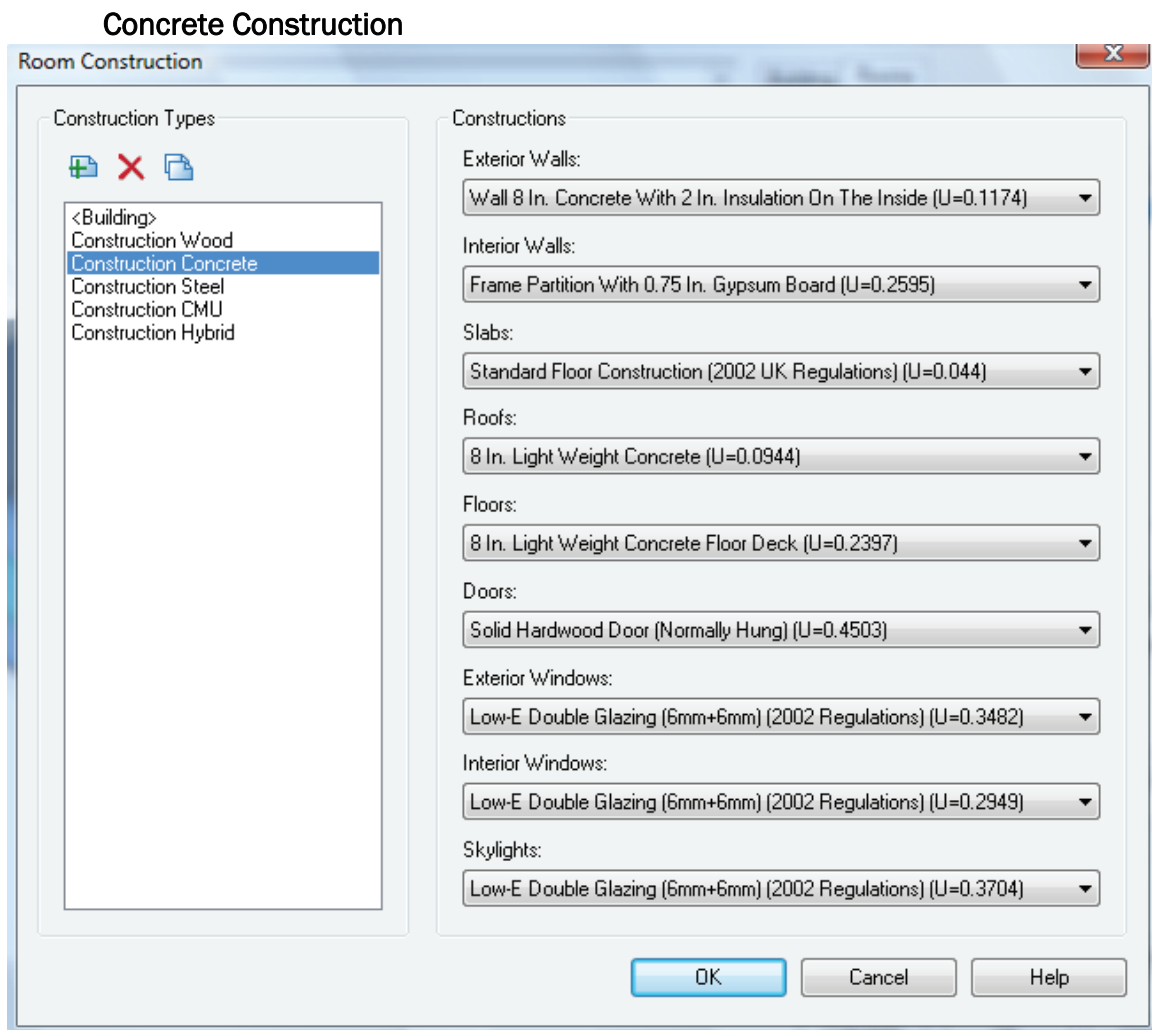 Concrete Construction
Room Construction
Construction Types
<Building>
Construction Wood
Construction Concrete
Construction Steel
Construction CMU
Construction Hybrid
Constructions
Exterior Walls:
Wall 8 In. Concrete With 2 In. Insulation On The Inside (U=0.1174)
Interior Walls:
Frame Partition With 0.75 In. Gypsum Board (U=0.2595)
Slabs:
Standard Floor Construction (2002 UK Regulations) (U=0.044)
Roofs:
8 In. Light Weight Concrete (U=0.0944)
Floors:
8 In. Light Weight Concrete Floor Deck (U=0.2397)
Doors:
Solid Hardwood Door (Normally Hung) (U=0.4503)
Exterior Windows:
Low-E Double Glazing (6mm+6mm) (2002 Regulations) (U=0.3482)
Interior Windows:
Low-E Double Glazing (6mm+6mm) (2002 Regulations) (U=0.2949)
Skylights:
Low-E Double Glazing (6mm+6mm) (2002 Regulations) (U=0.3704)
OK
Cancel
Help